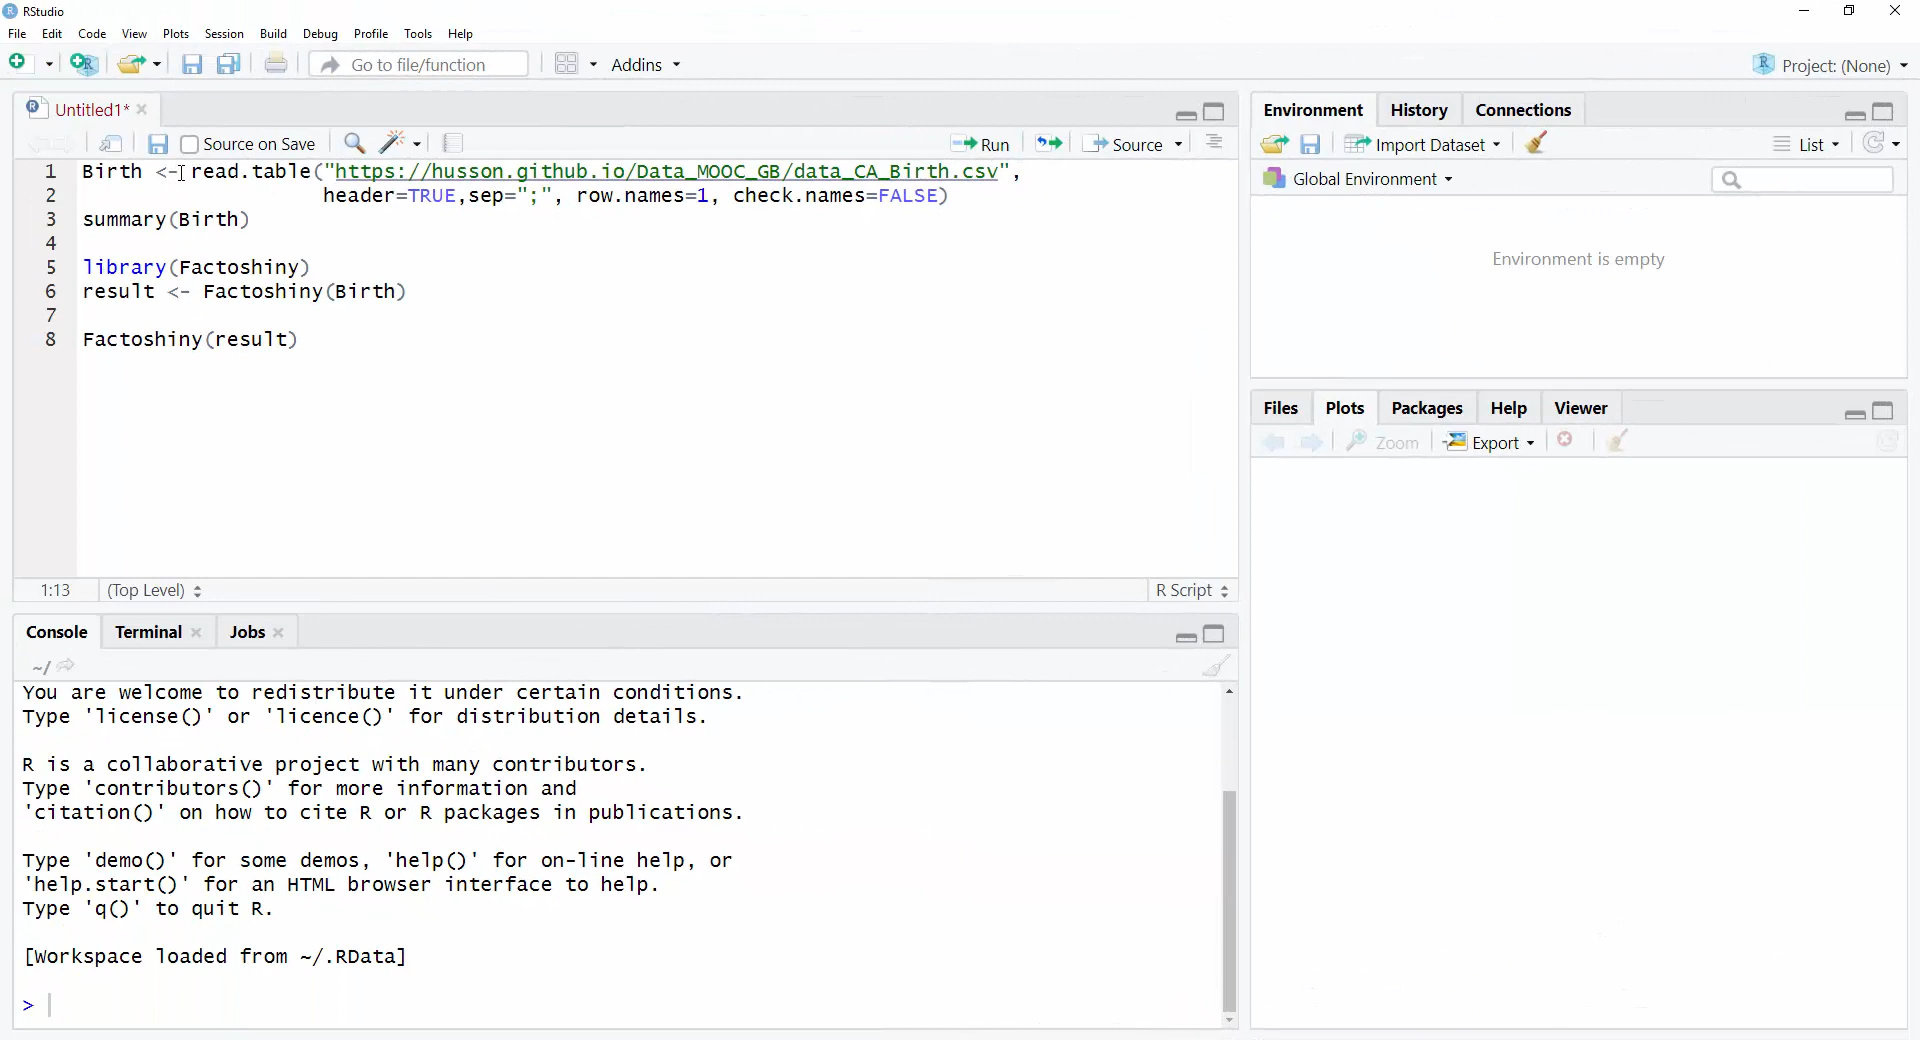 RStudio
File Edit Code View Plots Session Build Debug Profile Tools Help
Go to file/function Addins Project: (None)
Untitled1*
Source on Save Run Source
1 Birth <- read.table("https://husson.github.io/Data_MOOC_GB/data_CA_Birth.csv",
2 header=TRUE,sep=";", row.names=1, check.names=FALSE)
3 summary(Birth)
4
5 library(Factoshiny)
6 result <- Factoshiny(Birth)
7
8 Factoshiny(result)
1:13 (Top Level) R Script
Console Terminal Jobs
~/
You are welcome to redistribute it under certain conditions.
Type 'license()' or 'licence()' for distribution details.
R is a collaborative project with many contributors.
Type 'contributors()' for more information and
'citation()' on how to cite R or R packages in publications.
Type 'demo()' for some demos, 'help()' for on-line help, or
'help.start()' for an HTML browser interface to help.
Type 'q()' to quit R.
[Workspace loaded from ~/.RData]
>
Environment History Connections
Import Dataset List
Global Environment
Environment is empty
Files Plots Packages Help Viewer
Zoom Export